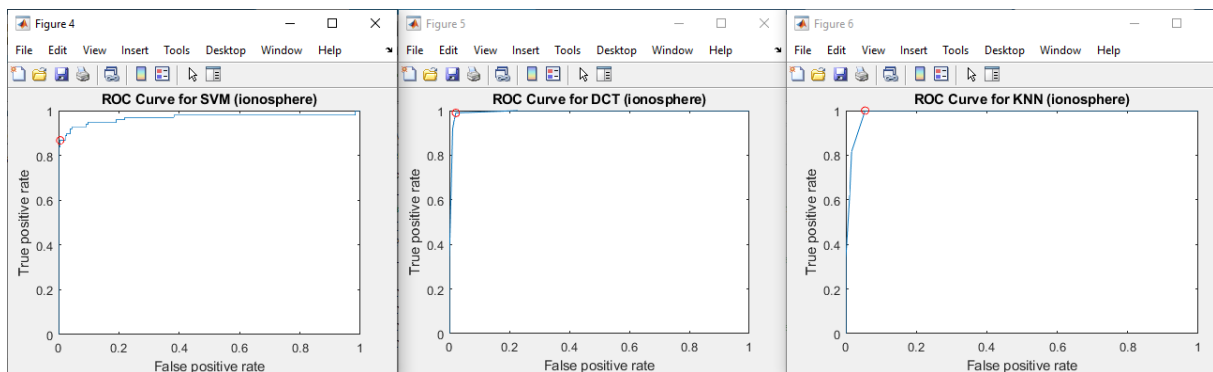 Figure 4
File Edit View Insert Tools Desktop Window Help
ROC Curve for SVM (ionosphere)
1
0.8
0.6
0.4
0.2
0
True positive rate
0 0.2 0.4 0.6 0.8 1
False positive rate
Figure 5
File Edit View Insert Tools Desktop Window Help
ROC Curve for DCT (ionosphere)
1
0.8
0.6
0.4
0.2
0
True positive rate
0 0.2 0.4 0.6 0.8 1
False positive rate
Figure 6
File Edit View Insert Tools Desktop Window Help
ROC Curve for KNN (ionosphere)
1
0.8
0.6
0.4
0.2
0
True positive rate
0 0.2 0.4 0.6 0.8 1
False positive rate